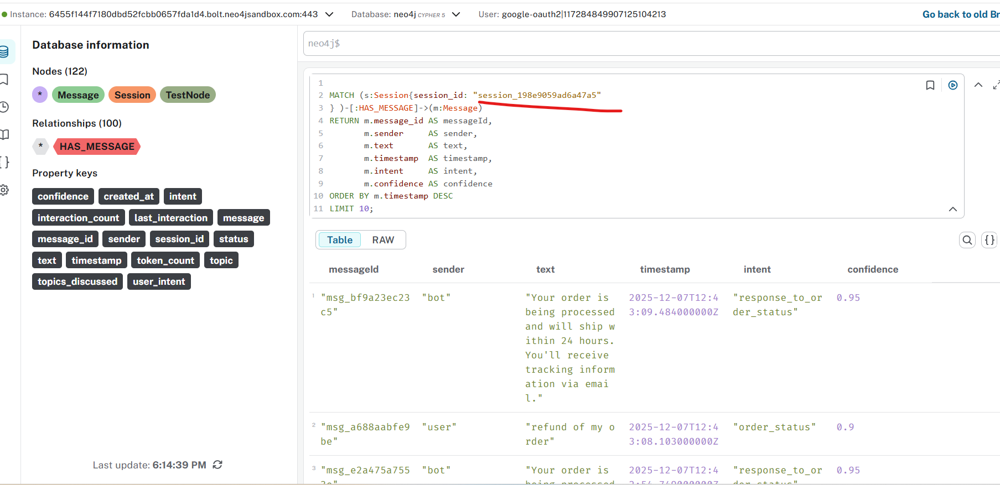 Instance: 6455f144f7180dbd52fcbb0657fda1d4.bolt.neo4jsandbox.com:443 Database: neo4j CYPHER 5 User: google-oauth2|117284849907125104213 Go back to old Br
Database information
Nodes (122)
* Message Session TestNode
Relationships (100)
* HAS_MESSAGE
Property keys
confidence created_at intent
interaction_count last_interaction message
message_id sender session_id status
text timestamp token_count topic
topics_discussed user_intent
Last update: 6:14:39 PM
neo4j$
1
2 MATCH (s:Session{session_id: "session_198e9059ad6a47a5"
3 } )-[:HAS_MESSAGE]->(m:Message)
4 RETURN m.message_id AS messageId,
5 m.sender AS sender,
6 m.text AS text,
7 m.timestamp AS timestamp,
8 m.intent AS intent,
9 m.confidence AS confidence
10 ORDER BY m.timestamp DESC
11 LIMIT 10;
Table RAW
messageId sender text timestamp intent confidence
1 "msg_bf9a23ec23 "bot" "Your order is 2025-12-07T12:4 "response_to_or 0.95
c5" being processed 3:09.484000000Z der_status"
and will ship w
ithin 24 hours.
You'll receive
tracking inform
ation via emai
l."
2 "msg_a688aabfe9 "user" "refund of my o 2025-12-07T12:4 "order_status" 0.9
be" rder" 3:08.103000000Z
3 "msg_e2a475a755 "bot" "Your order is 2025-12-07T12:4 "response_to_or 0.95
being processed der_status"